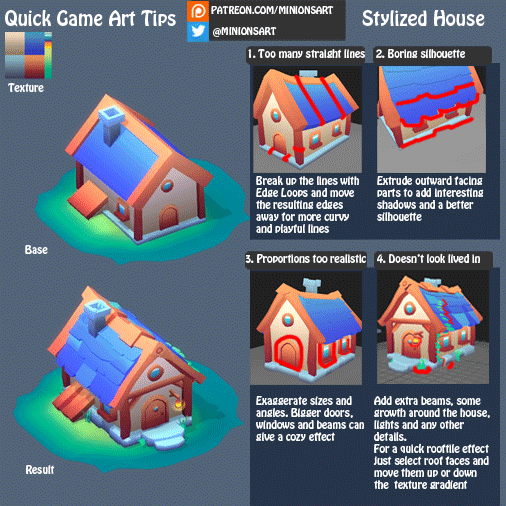 Quick Game Art Tips
PATREON.COM/MINIONSART
@MINIONSART
Stylized House
Texture
Base
Result
1. Too many straight lines
Break up the lines with
Edge Loops and move
the resulting edges
away for more curvy
and playful lines
2. Boring silhouette
Extrude outward facing
parts to add interesting
shadows and a better
silhouette
3. Proportions too realistic
Exaggerate sizes and
angles. Bigger doors,
windows and beams can
give a cozy effect
4. Doesn't look lived in
Add extra beams, some
growth around the house,
lights and any other
details.
For a quick rooftile effect
Just select roof faces and
move them up or down
the texture gradient